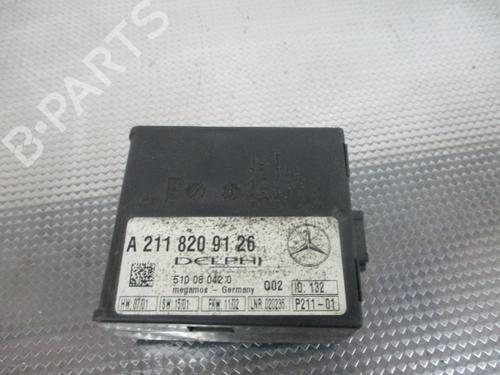 B-PARTS
A 211 820 91 26
DELPHI
5100 08 042 0
megamos - Germany
Q02
ID: 132
HW 07/01
SW 15/01
FKW 11/02
LNR 020236
P211-01